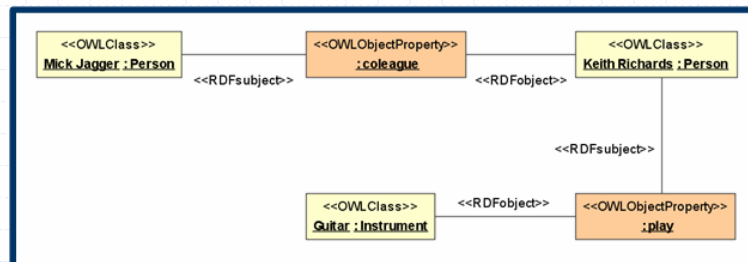 <<OWLClass>>
Mick Jagger : Person
<<RDFsubject>>
<<OWLObjectProperty>>
: coleague
<<RDFobject>>
<<OWLClass>>
Keith Richards : Person
<<RDFsubject>>
<<OWLClass>>
Guitar : Instrument
<<RDFobject>>
<<OWLObjectProperty>>
: play